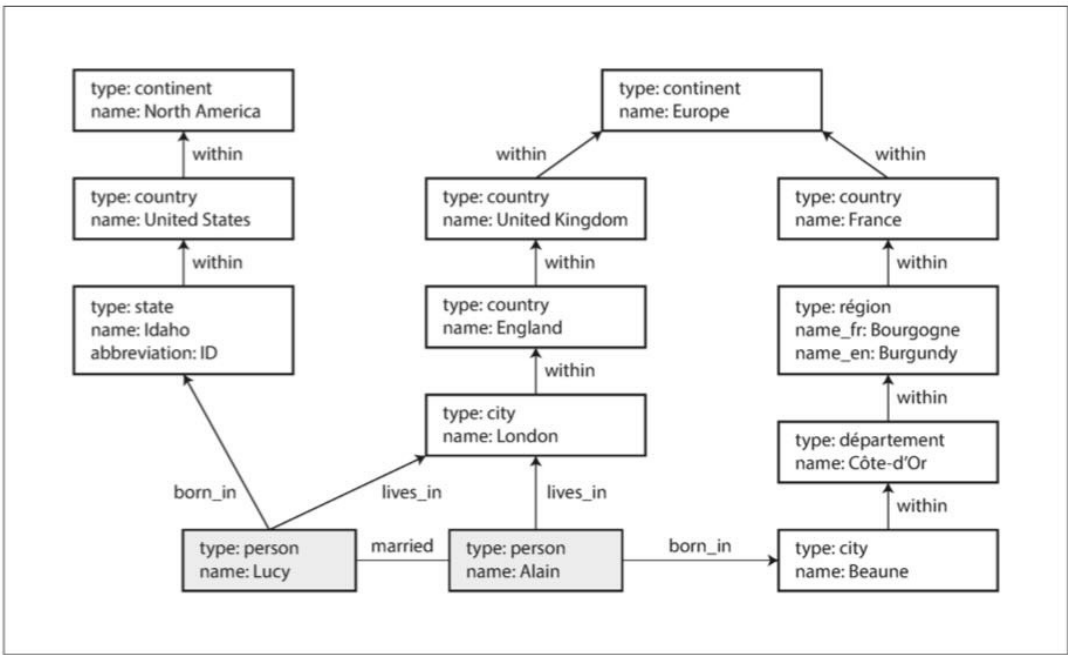 type: continent
name: North America
type: continent
name: Europe
within
within
within
type: country
name: United States
type: country
name: United Kingdom
type: country
name: France
within
within
within
type: state
name: Idaho
abbreviation: ID
type: country
name: England
type: région
name_fr: Bourgogne
name_en: Burgundy
within
within
type: city
name: London
type: département
name: Côte-d'Or
born_in
lives_in
lives_in
within
type: person
name: Lucy
married
type: person
name: Alain
born_in
type: city
name: Beaune